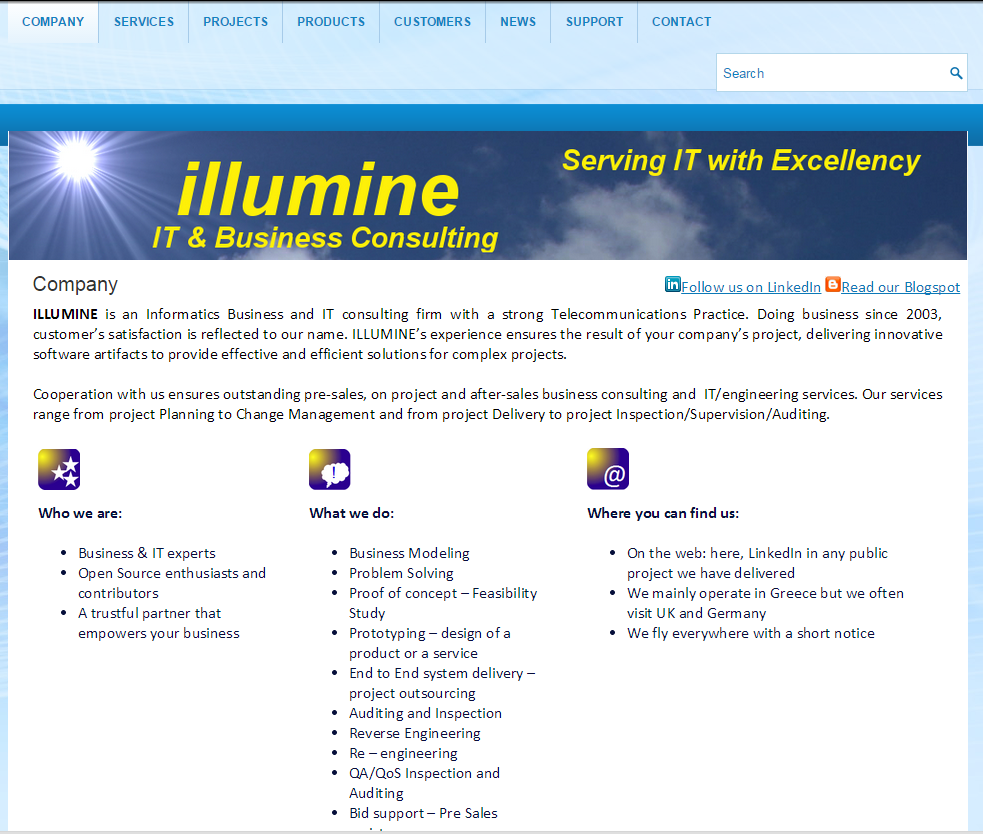 COMPANY SERVICES PROJECTS PRODUCTS CUSTOMERS NEWS SUPPORT CONTACT
Search
illumine
IT & Business Consulting
Serving IT with Excellency
Company
Follow us on LinkedIn Read our Blogspot
ILLUMINE is an Informatics Business and IT consulting firm with a strong Telecommunications Practice. Doing business since 2003,
customer’s satisfaction is reflected to our name. ILLUMINE’s experience ensures the result of your company’s project, delivering innovative
software artifacts to provide effective and efficient solutions for complex projects.
Cooperation with us ensures outstanding pre-sales, on project and after-sales business consulting and IT/engineering services. Our services
range from project Planning to Change Management and from project Delivery to project Inspection/Supervision/Auditing.
Who we are:
• Business & IT experts
• Open Source enthusiasts and
contributors
• A trustful partner that
empowers your business
What we do:
• Business Modeling
• Problem Solving
• Proof of concept – Feasibility
Study
• Prototyping – design of a
product or a service
• End to End system delivery –
project outsourcing
• Auditing and Inspection
• Reverse Engineering
• Re – engineering
• QA/QoS Inspection and
Auditing
• Bid support – Pre Sales
@
Where you can find us:
• On the web: here, LinkedIn in any public
project we have delivered
• We mainly operate in Greece but we often
visit UK and Germany
• We fly everywhere with a short notice